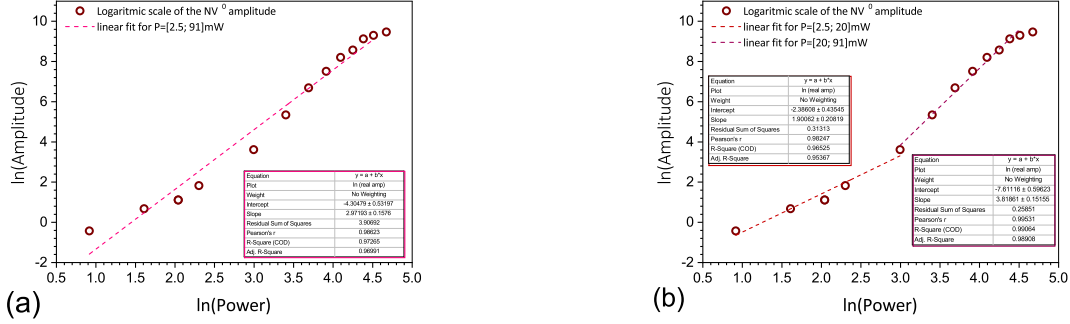 Logaritmic scale of the NV 0 amplitude
linear fit for P=[2.5; 91]mW
10
8
6
4
2
0
-2
ln(Amplitude)
Equation y = a + b*x
Plot ln (real amp)
Weight No Weighting
Intercept -4.30479 ± 0.53197
Slope 2.97193 ± 0.1576
Residual Sum of Squares 3.90692
Pearson's r 0.98623
R-Square (COD) 0.97265
Adj. R-Square 0.96991
0.5 1.0 1.5 2.0 2.5 3.0 3.5 4.0 4.5 5.0
ln(Power)
(a)
Logaritmic scale of the NV 0 amplitude
linear fit for P=[2.5; 20]mW
linear fit for P=[20; 91]mW
10
8
6
4
2
0
-2
ln(Amplitude)
Equation y = a + b*x
Plot ln (real amp)
Weight No Weighting
Intercept -2.38608 ± 0.43545
Slope 1.90082 ± 0.20819
Residual Sum of Squares 0.31313
Pearson's r 0.98247
R-Square (COD) 0.96525
Adj. R-Square 0.95367
Equation y = a + b*x
Plot ln (real amp)
Weight No Weighting
Intercept -7.61116 ± 0.59623
Slope 3.81861 ± 0.15155
Residual Sum of Squares 0.25851
Pearson's r 0.99531
R-Square (COD) 0.99064
Adj. R-Square 0.98908
0.5 1.0 1.5 2.0 2.5 3.0 3.5 4.0 4.5 5.0
ln(Power)
(b)